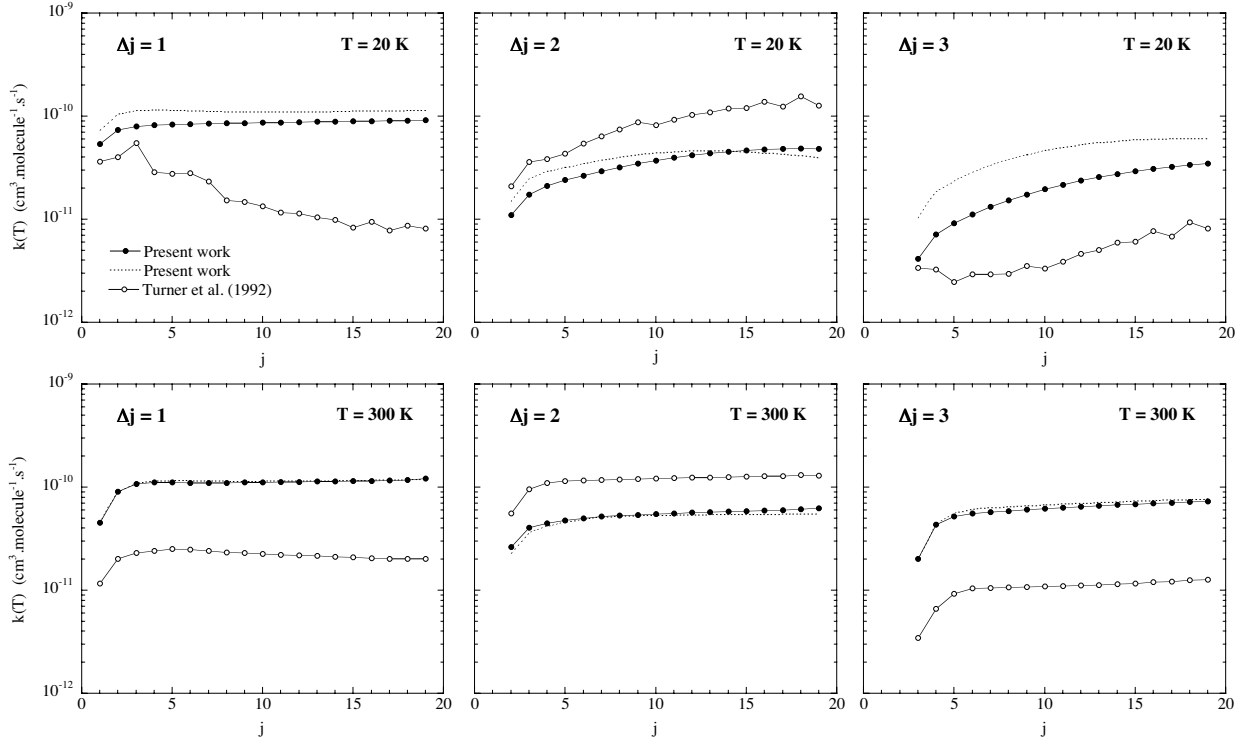 10⁻⁹
10⁻¹⁰
10⁻¹¹
10⁻¹²
k(T) (cm³.molecule⁻¹.s⁻¹)
Δj = 1 T = 20 K
Present work
Present work
Turner et al. (1992)
0 5 10 15 20
j
Δj = 2 T = 20 K
0 5 10 15 20
j
Δj = 3 T = 20 K
0 5 10 15 20
j
10⁻⁹
10⁻¹⁰
10⁻¹¹
10⁻¹²
k(T) (cm³.molecule⁻¹.s⁻¹)
Δj = 1 T = 300 K
0 5 10 15 20
j
Δj = 2 T = 300 K
0 5 10 15 20
j
Δj = 3 T = 300 K
0 5 10 15 20
j